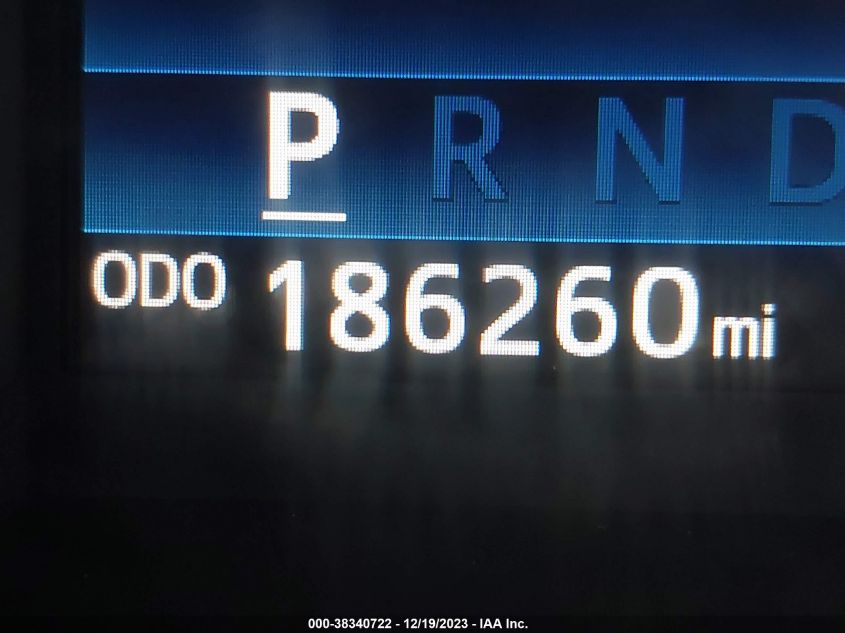 P R N D
ODO 186260 mi
000-38340722 - 12/19/2023 - IAA Inc.